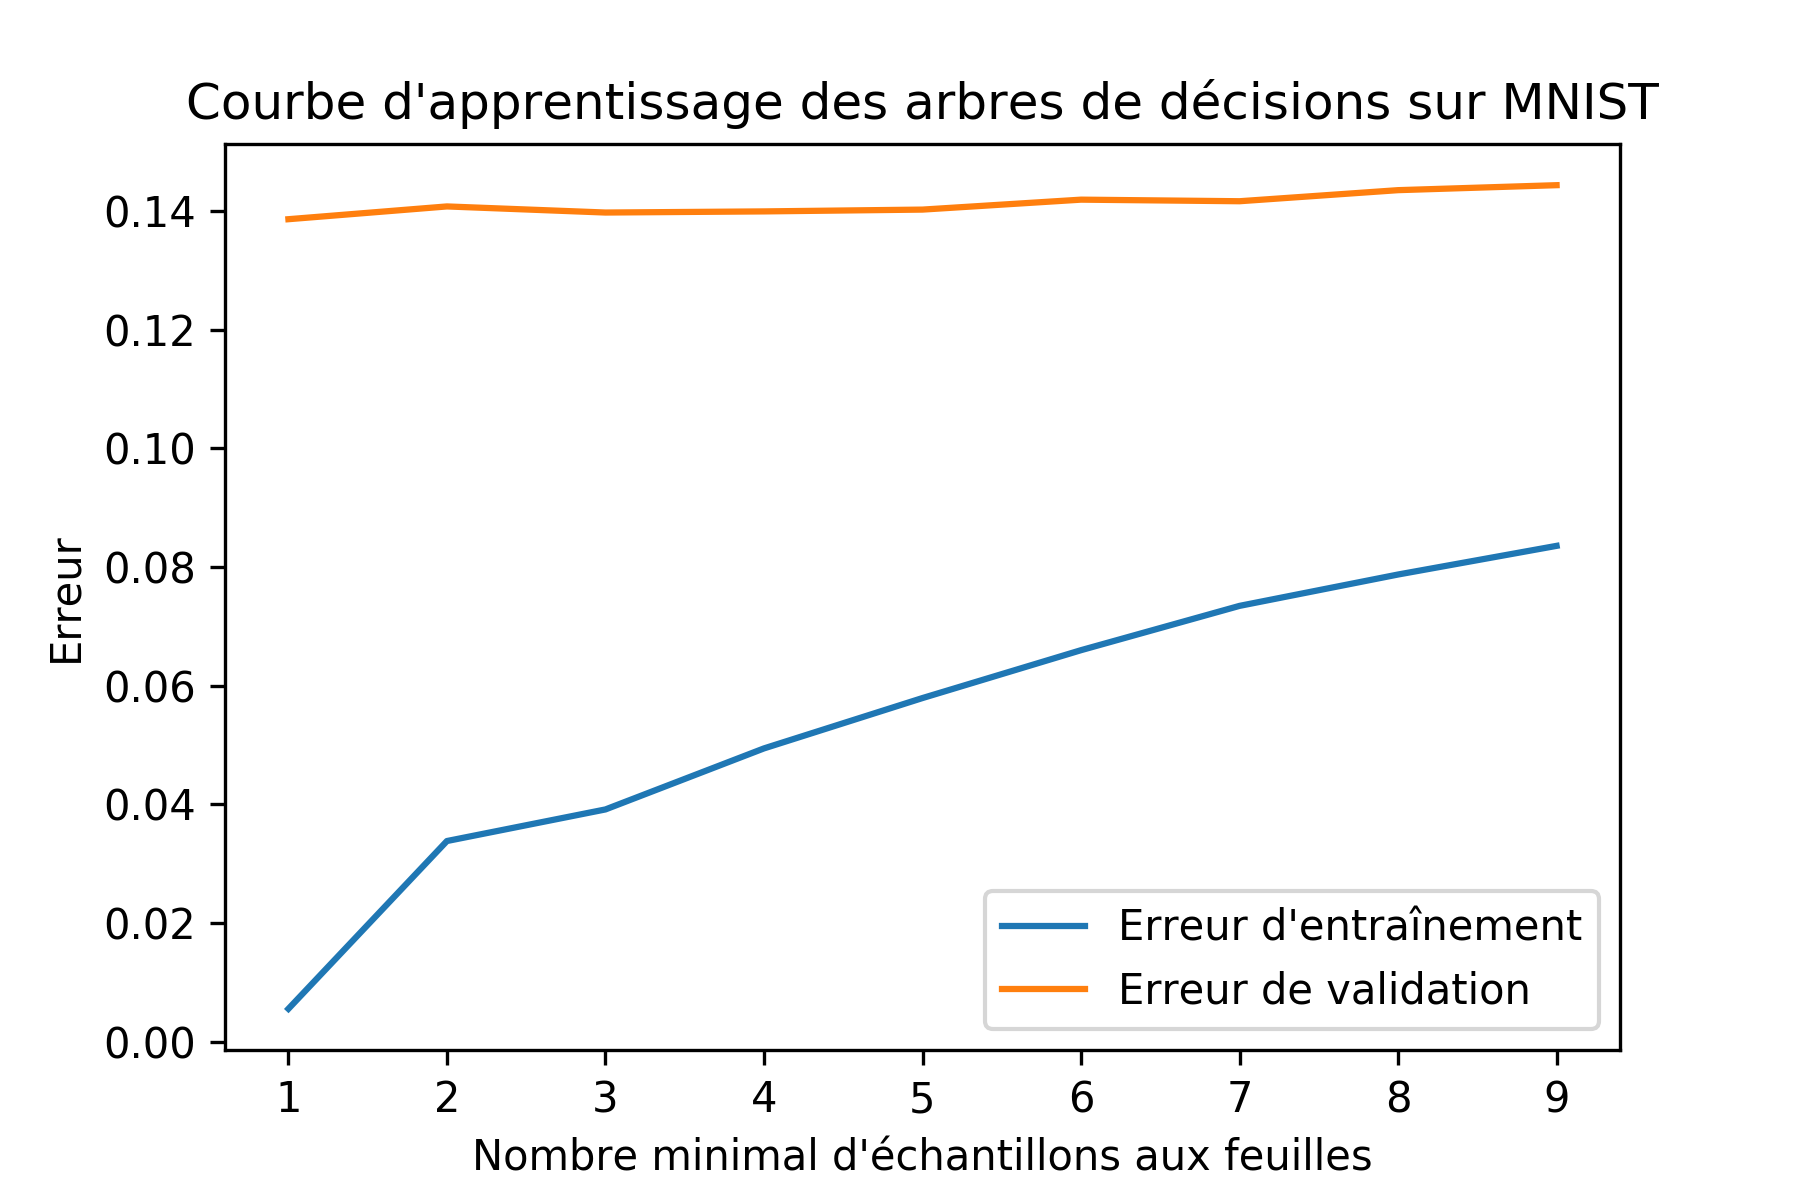 Courbe d'apprentissage des arbres de décisions sur MNIST
0.14
0.12
0.10
0.08
0.06
0.04
0.02
0.00
Erreur
Erreur d'entraînement
Erreur de validation
1 2 3 4 5 6 7 8 9
Nombre minimal d'échantillons aux feuilles